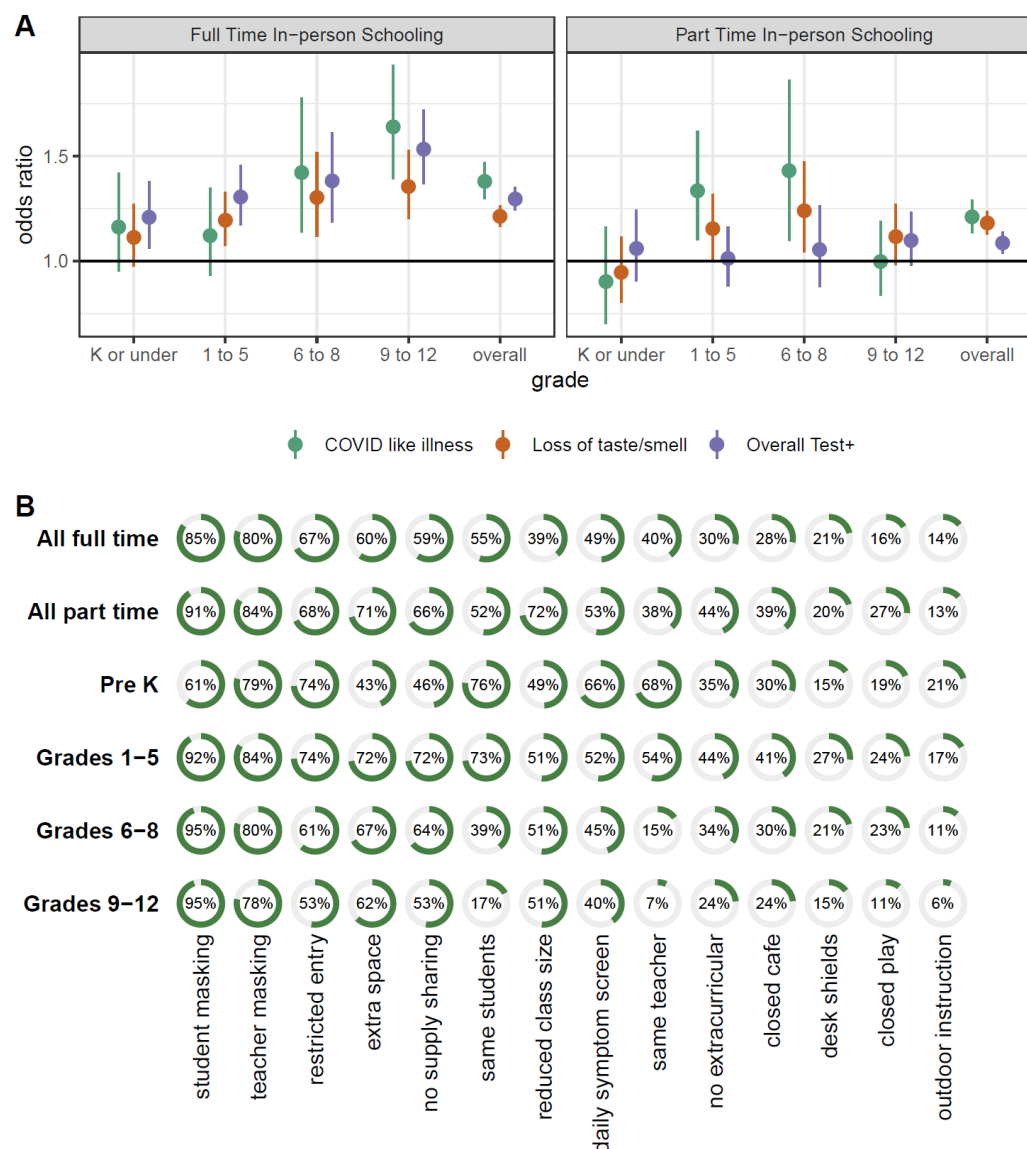 A
Full Time In−person Schooling
Part Time In−person Schooling
odds ratio
1.5
1.0
K or under 1 to 5 6 to 8 9 to 12 overall
K or under 1 to 5 6 to 8 9 to 12 overall
grade
COVID like illness Loss of taste/smell Overall Test+
B
All full time 85% 80% 67% 60% 59% 55% 39% 49% 40% 30% 28% 21% 16% 14%
All part time 91% 84% 68% 71% 66% 52% 72% 53% 38% 44% 39% 20% 27% 13%
Pre K 61% 79% 74% 43% 46% 76% 49% 66% 68% 35% 30% 15% 19% 21%
Grades 1−5 92% 84% 74% 72% 72% 73% 51% 52% 54% 44% 41% 27% 24% 17%
Grades 6−8 95% 80% 61% 67% 64% 39% 51% 45% 15% 34% 30% 21% 23% 11%
Grades 9−12 95% 78% 53% 62% 53% 17% 51% 40% 7% 24% 24% 15% 11% 6%
student masking
teacher masking
restricted entry
extra space
no supply sharing
same students
reduced class size
daily symptom screen
same teacher
no extracurricular
closed cafe
desk shields
closed play
outdoor instruction